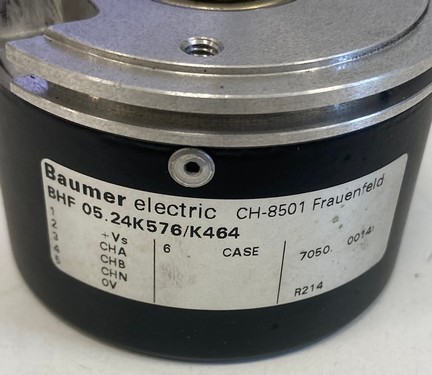 Baumer electric CH-8501 Frauenfeld
BHF 05.24K576/K464
1 +Vs 6 CASE 7050. 0014
2 CHA
3 CHB
4 CHN
5 0V R214